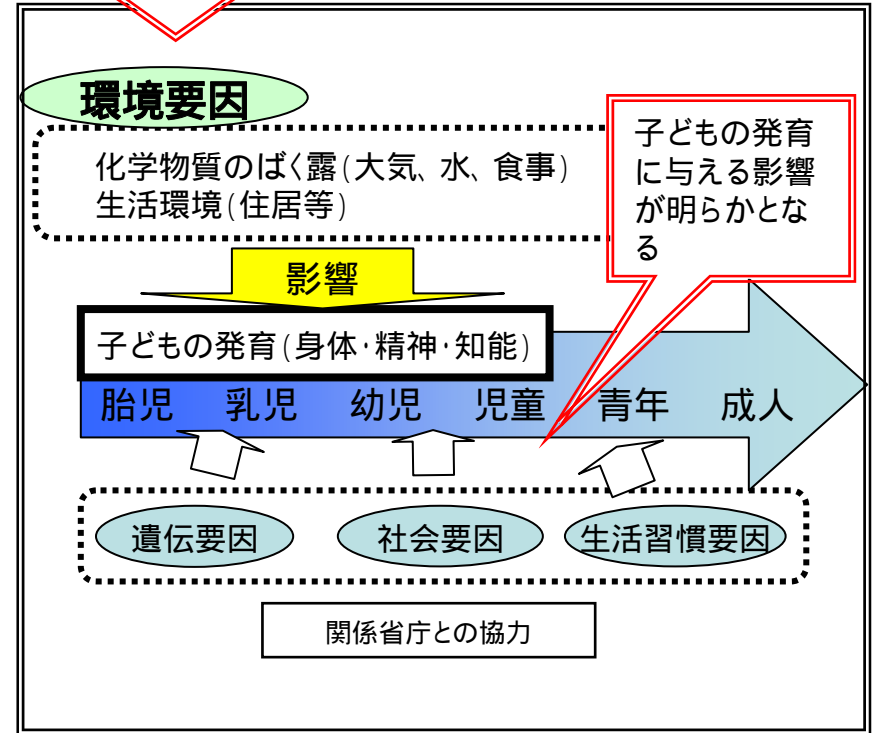 環境要因
化学物質のばく露(大気、水、食事)
生活環境(住居等)
子どもの発育
に与える影響
が明らかとな
る
影響
子どもの発育(身体･精神･知能)
胎児 乳児 幼児 児童 青年 成人
遺伝要因 社会要因 生活習慣要因
関係省庁との協力